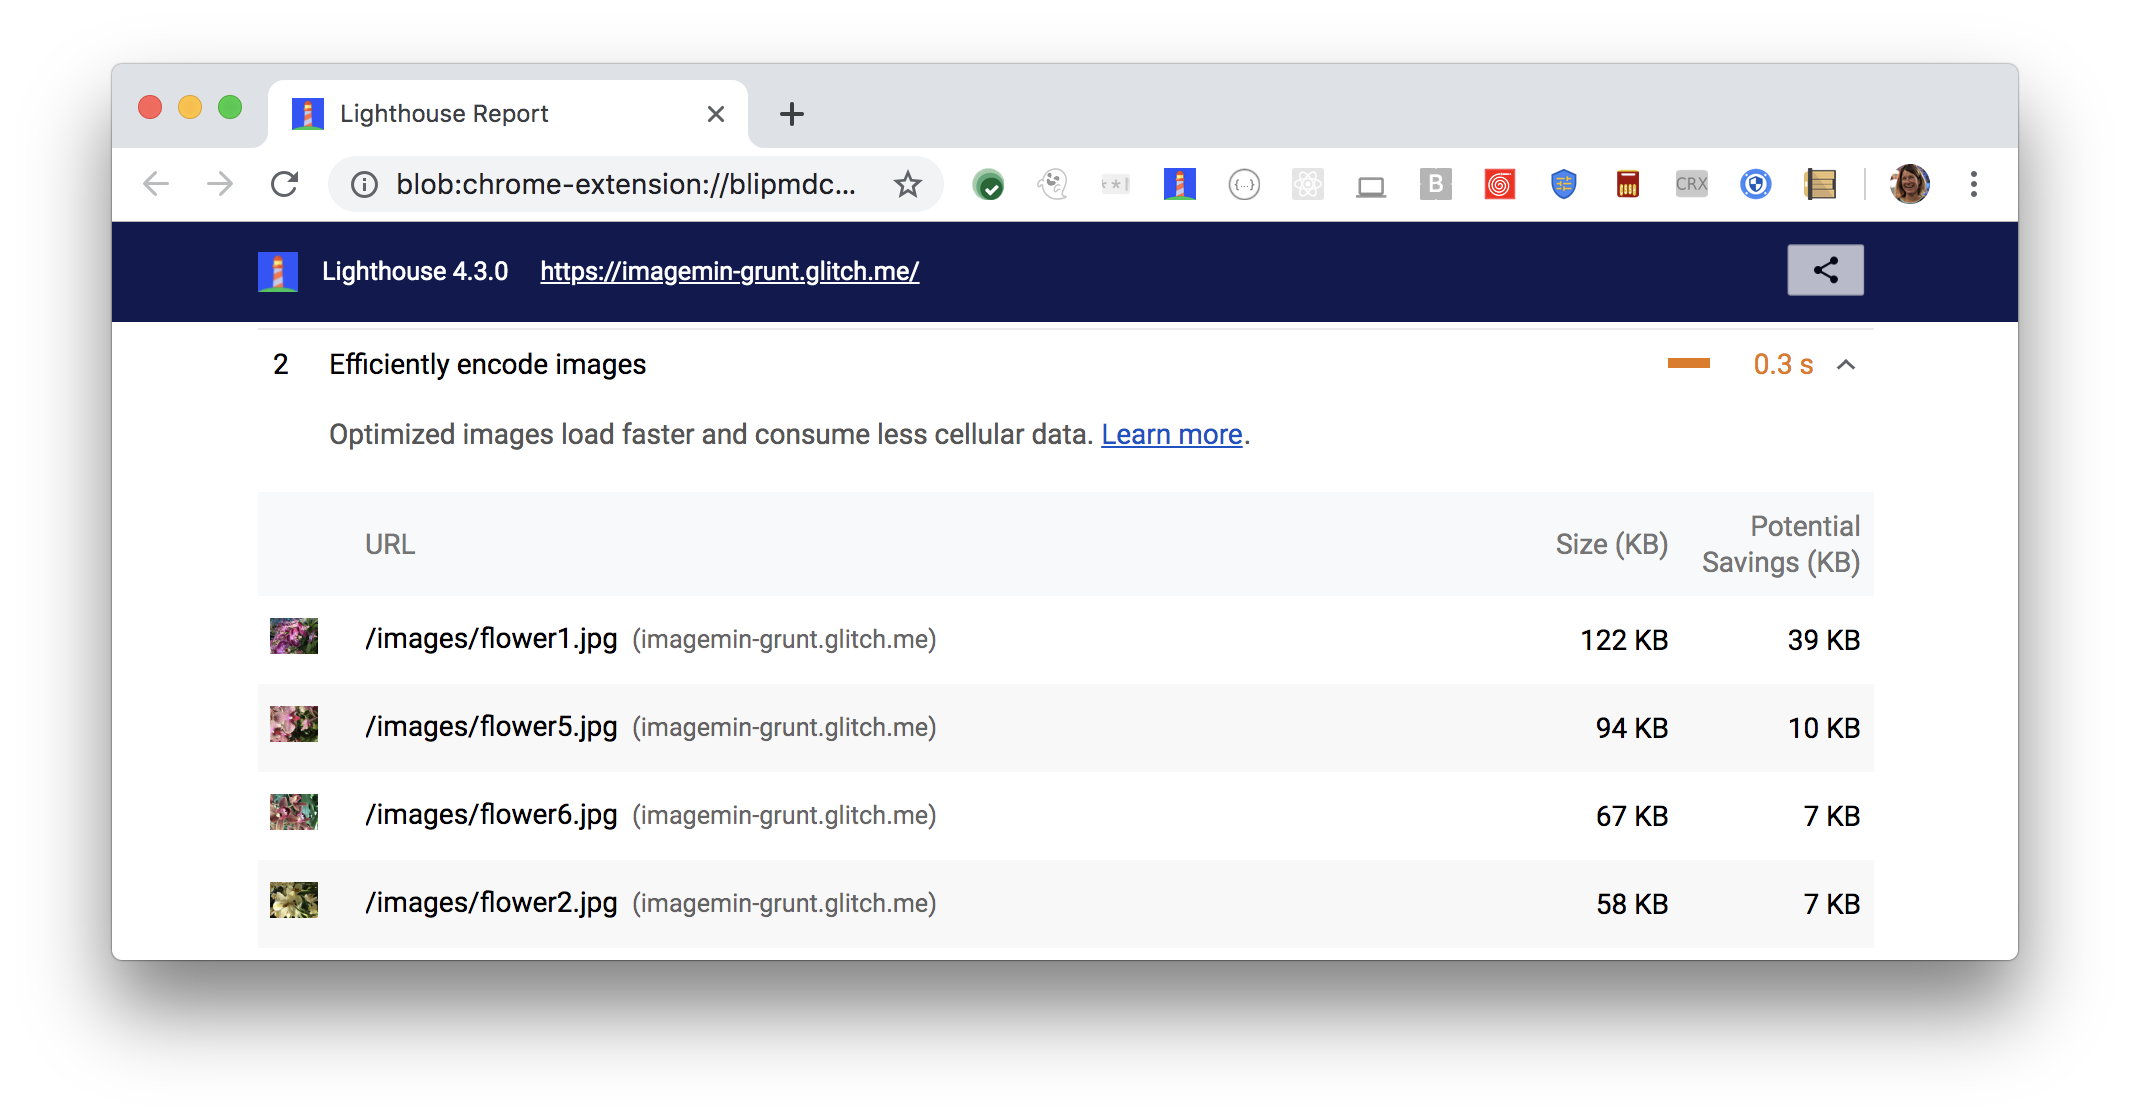 Lighthouse Report
blob:chrome-extension://blipmdc...
* *|
{...}
B
CRX
Lighthouse 4.3.0 https://imagemin-grunt.glitch.me/
2 Efficiently encode images 0.3 s
Optimized images load faster and consume less cellular data. Learn more.
URL Size (KB) Potential Savings (KB)
/images/flower1.jpg (imagemin-grunt.glitch.me) 122 KB 39 KB
/images/flower5.jpg (imagemin-grunt.glitch.me) 94 KB 10 KB
/images/flower6.jpg (imagemin-grunt.glitch.me) 67 KB 7 KB
/images/flower2.jpg (imagemin-grunt.glitch.me) 58 KB 7 KB